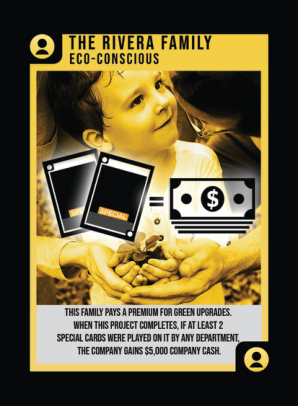 THE RIVERA FAMILY
ECO-CONSCIOUS
SPECIAL
=
$
THIS FAMILY PAYS A PREMIUM FOR GREEN UPGRADES.
WHEN THIS PROJECT COMPLETES, IF AT LEAST 2
SPECIAL CARDS WERE PLAYED ON IT BY ANY DEPARTMENT,
THE COMPANY GAINS $5,000 COMPANY CASH.